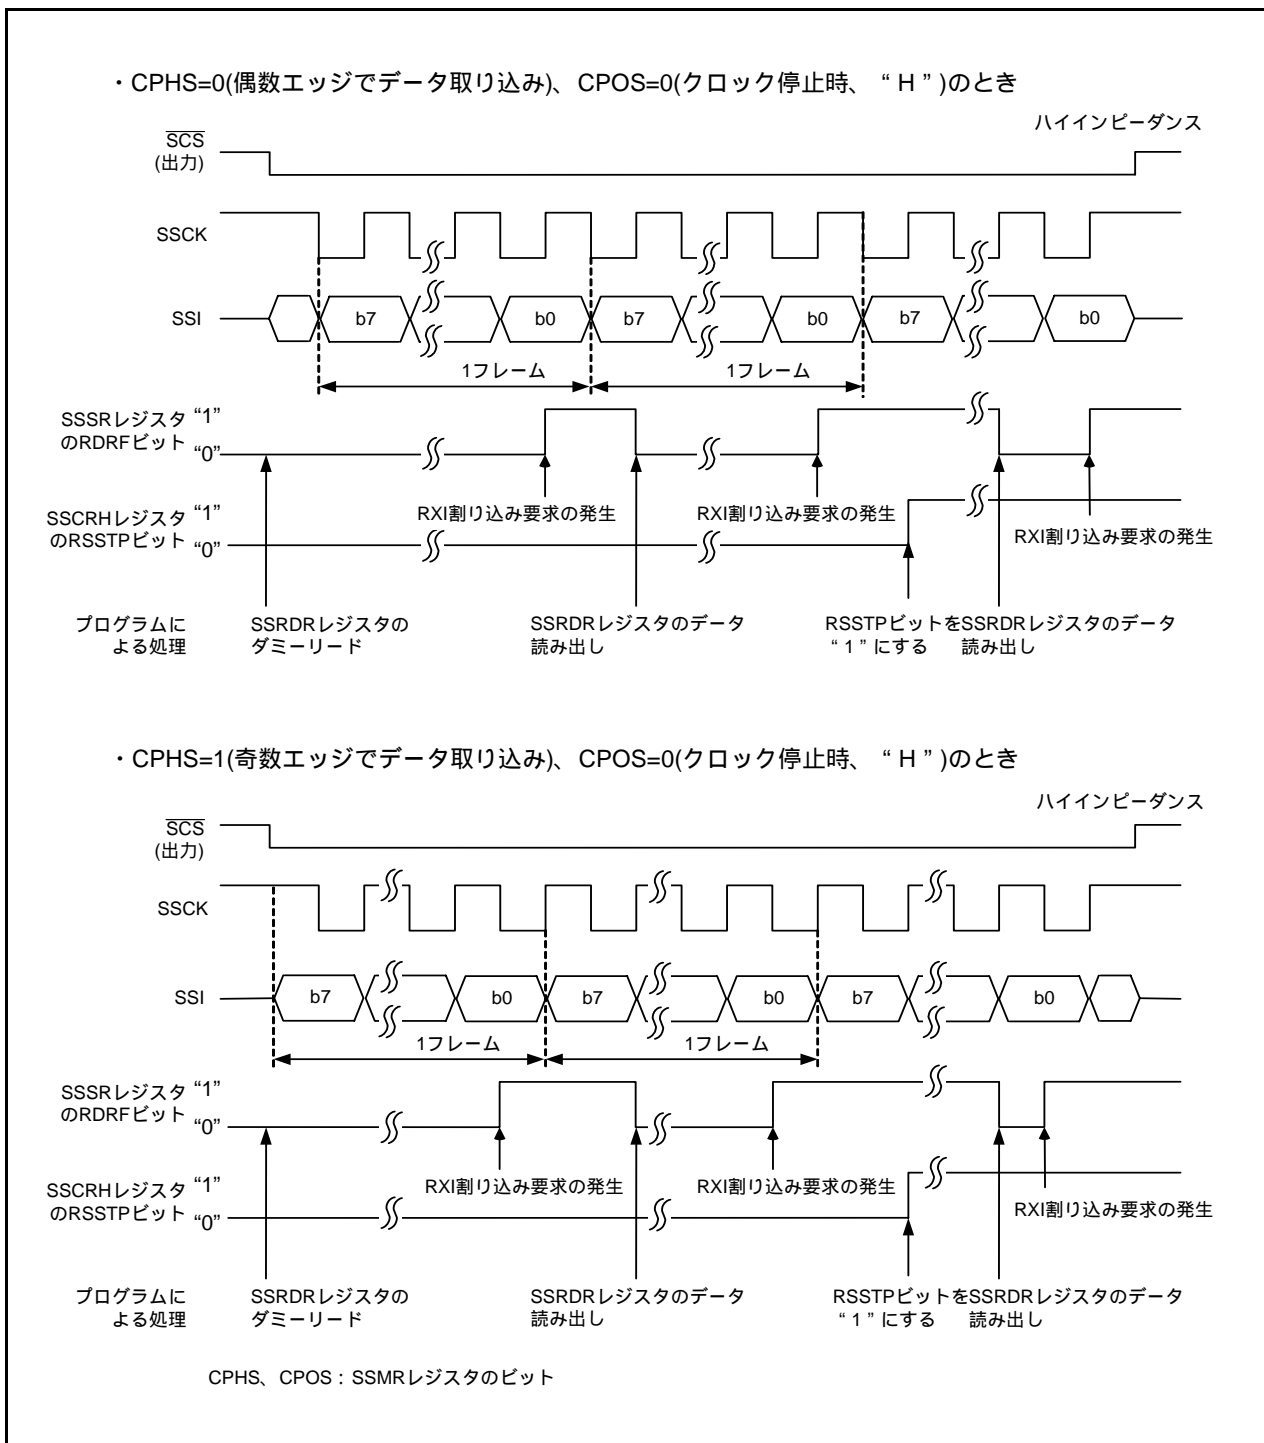 ・CPHS=0(偶数エッジでデータ取り込み)、CPOS=0(クロック停止時、“H”)のとき
ハイインピーダンス
SCS
(出力)
SSCK
SSI
b7
b0
b7
b0
b7
b0
1フレーム
1フレーム
SSSRレジスタ “1”
のRDRFビット “0”
RXI割り込み要求の発生
RXI割り込み要求の発生
SSCRHレジスタ “1”
のRSSTPビット “0”
RXI割り込み要求の発生
プログラムに
よる処理
SSRDRレジスタの
ダミーリード
SSRDRレジスタのデータ
読み出し
RSSTPビットを
“1”にする
SSRDRレジスタのデータ
読み出し
・CPHS=1(奇数エッジでデータ取り込み)、CPOS=0(クロック停止時、“H”)のとき
ハイインピーダンス
SCS
(出力)
SSCK
SSI
b7
b0
b7
b0
b7
b0
1フレーム
1フレーム
SSSRレジスタ “1”
のRDRFビット “0”
RXI割り込み要求の発生
RXI割り込み要求の発生
SSCRHレジスタ “1”
のRSSTPビット “0”
RXI割り込み要求の発生
プログラムに
よる処理
SSRDRレジスタの
ダミーリード
SSRDRレジスタのデータ
読み出し
RSSTPビットを
“1”にする
SSRDRレジスタのデータ
読み出し
CPHS、CPOS：SSMRレジスタのビット